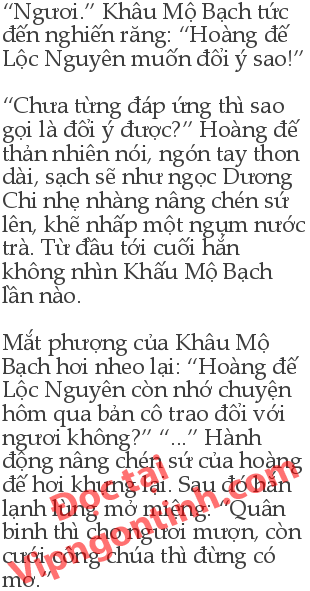 “Ngươi.” Khâu Mộ Bạch tức
đến nghiến răng: “Hoàng đế
Lộc Nguyên muốn đổi ý sao!”
“Chưa từng đáp ứng thì sao
gọi là đổi ý được?” Hoàng đế
thản nhiên nói, ngón tay thon
dài, sạch sẽ như ngọc Dương
Chi nhẹ nhàng nâng chén sứ
lên, khẽ nhấp một ngụm nước
trà. Từ đầu tới cuối hắn
không nhìn Khấu Mộ Bạch
lần nào.
Mắt phượng của Khâu Mộ
Bạch hơi nheo lại: “Hoàng đế
Lộc Nguyên còn nhớ chuyện
hôm qua bản cô trao đổi với
ngươi không?” “...” Hành
động nâng chén sứ của hoàng
đế hơi khựng lại. Sau đó hắn
lạnh lùng mở miệng: “Quân
binh thì cho ngươi mượn, còn
cưới công chúa thì đừng có
mơ.”
Đọc tại
Vipngontinh.com